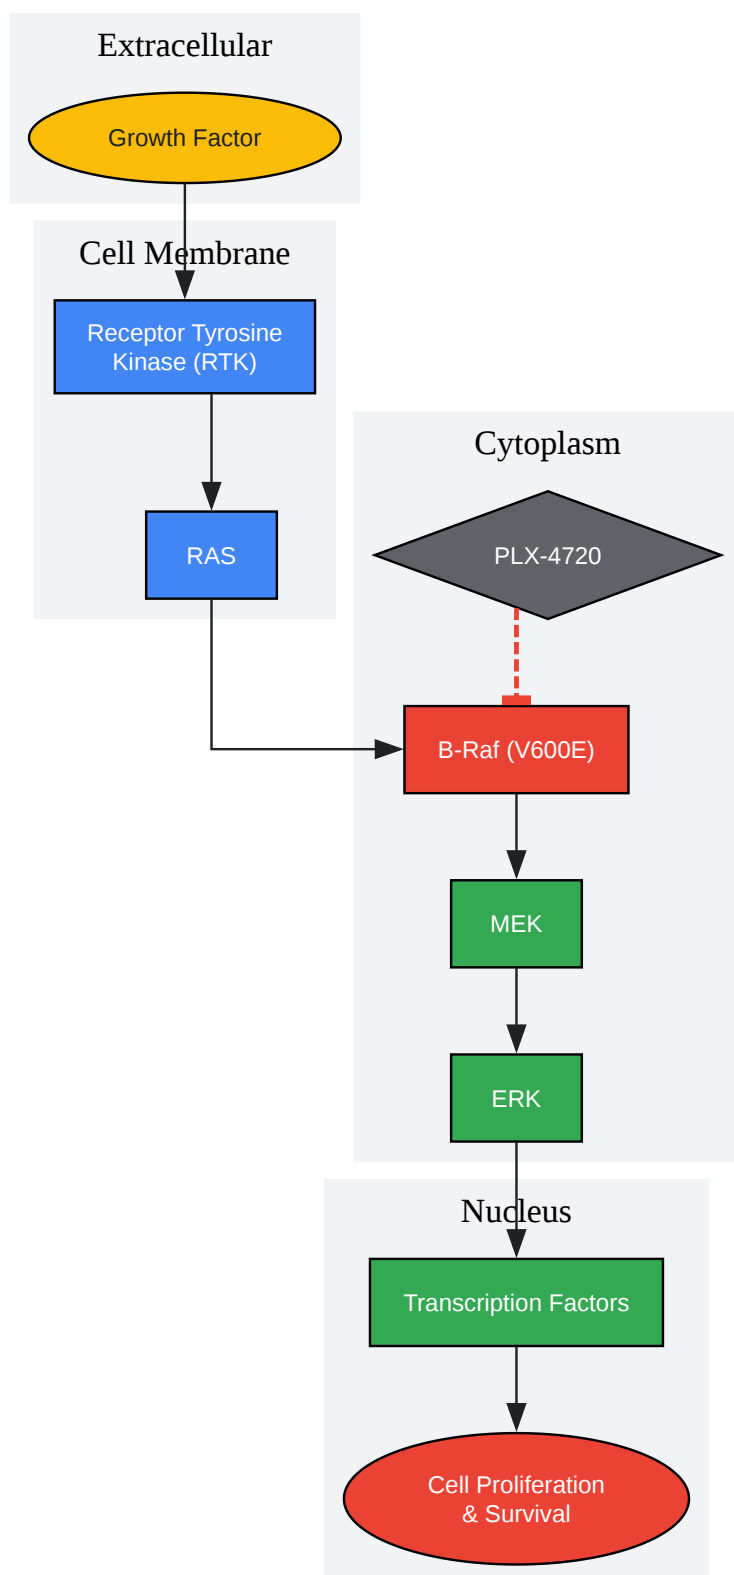 Extracellular
Growth Factor
Cell Membrane
Receptor Tyrosine
Kinase (RTK)
RAS
Cytoplasm
PLX-4720
B-Raf (V600E)
MEK
ERK
Nucleus
Transcription Factors
Cell Proliferation
& Survival